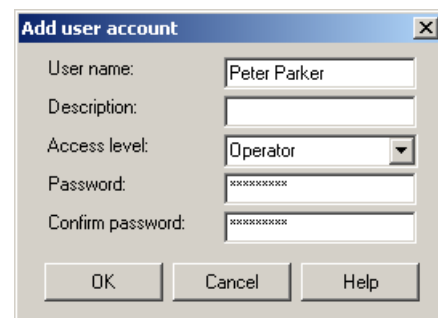 Add user account
User name: Peter Parker
Description:
Access level: Operator
Password: *********
Confirm password: *********
OK Cancel Help